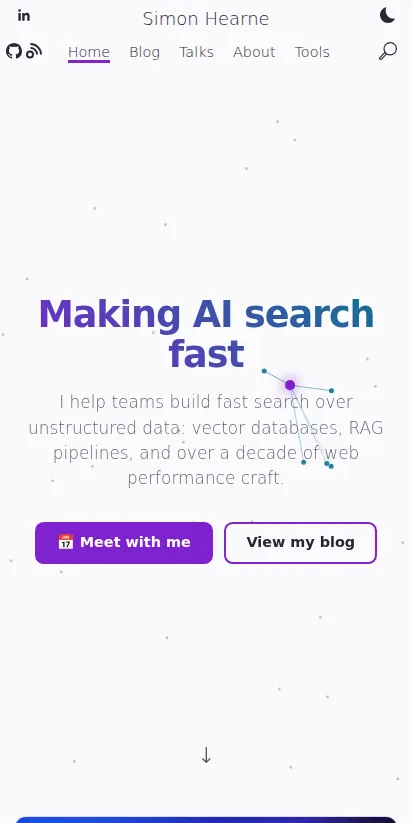 in
Simon Hearne
Home Blog Talks About Tools
Making AI search
fast
I help teams build fast search over
unstructured data: vector databases, RAG
pipelines, and over a decade of web
performance craft.
📅 Meet with me View my blog
↓